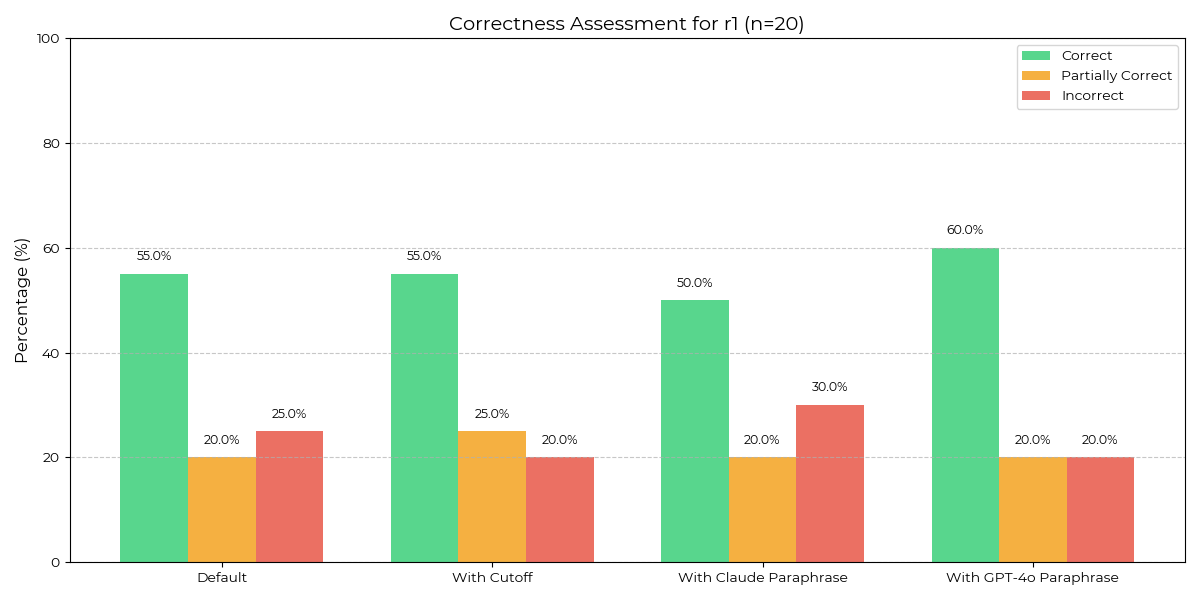 Correctness Assessment for r1 (n=20)
100
80
60
40
20
0
Percentage (%)
Correct
Partially Correct
Incorrect
55.0%
20.0%
25.0%
55.0%
25.0%
20.0%
50.0%
20.0%
30.0%
60.0%
20.0%
20.0%
Default
With Cutoff
With Claude Paraphrase
With GPT-4o Paraphrase